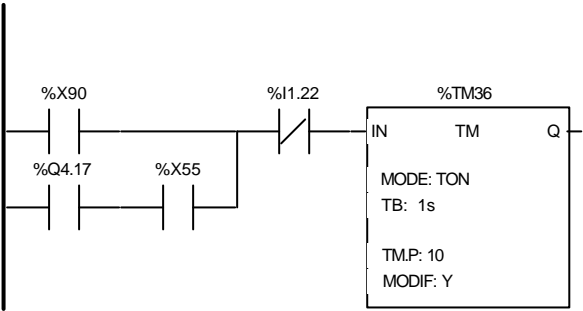 %X90 %I1.22 %TM36
IN TM Q
%Q4.17 %X55
MODE: TON
TB: 1s
TM.P: 10
MODIF: Y